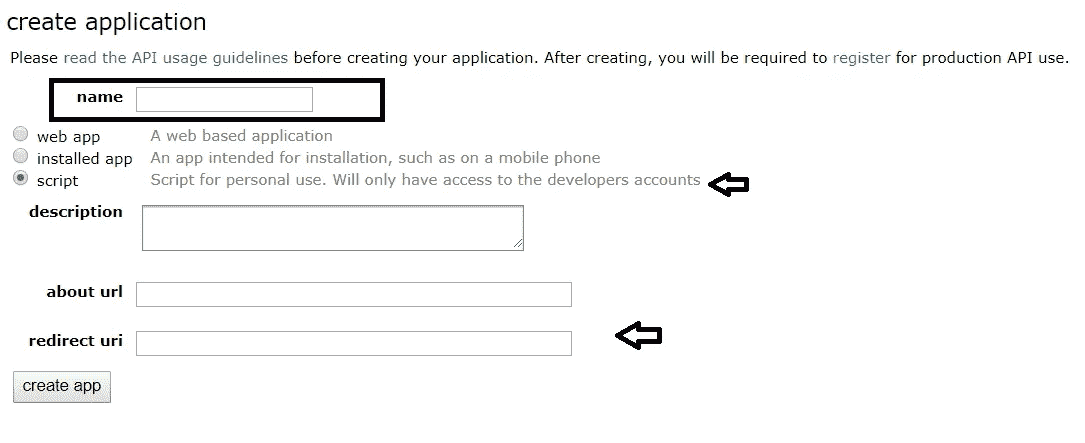 create application
Please read the API usage guidelines before creating your application. After creating, you will be required to register for production API use.
name
web app A web based application
installed app An app intended for installation, such as on a mobile phone
script Script for personal use. Will only have access to the developers accounts
description
about url
redirect uri
create app